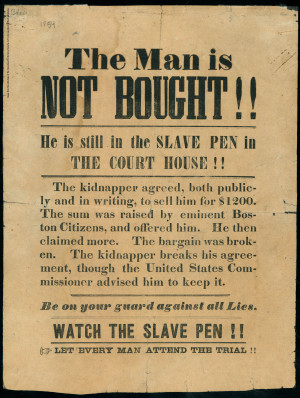 1854
The Man is
NOT BOUGHT!!
He is still in the SLAVE PEN in
THE COURT HOUSE!!
The kidnapper agreed, both public-
ly and in writing, to sell him for $1200.
The sum was raised by eminent Bos-
ton Citizens, and offered him. He then
claimed more. The bargain was brok-
en. The kidnapper breaks his agree-
ment, though the United States Com-
missioner advised him to keep it.
Be on your guard against all Lies.
WATCH THE SLAVE PEN!!
☞ LET EVERY MAN ATTEND THE TRIAL!!